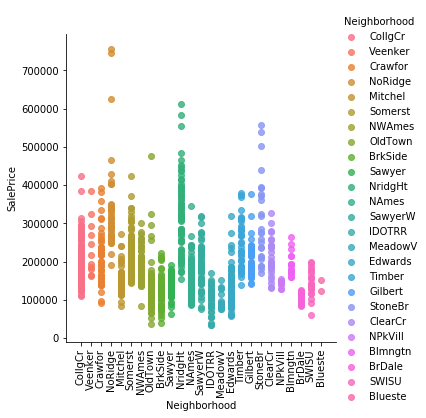 Neighborhood
CollgCr
Veenker
Crawfor
NoRidge
Mitchel
Somerst
NWAmes
OldTown
BrkSide
Sawyer
NridgHt
NAmes
SawyerW
IDOTRR
MeadowV
Edwards
Timber
Gilbert
StoneBr
ClearCr
NPkVill
Blmngtn
BrDale
SWISU
Blueste
SalePrice
700000
600000
500000
400000
300000
200000
100000
0
CollgCr
Veenker
Crawfor
NoRidge
Mitchel
Somerst
NWAmes
OldTown
BrkSide
Sawyer
NridgHt
NAmes
SawyerW
IDOTRR
MeadowV
Edwards
Timber
Gilbert
StoneBr
ClearCr
NPkVill
Blmngtn
BrDale
SWISU
Blueste
Neighborhood